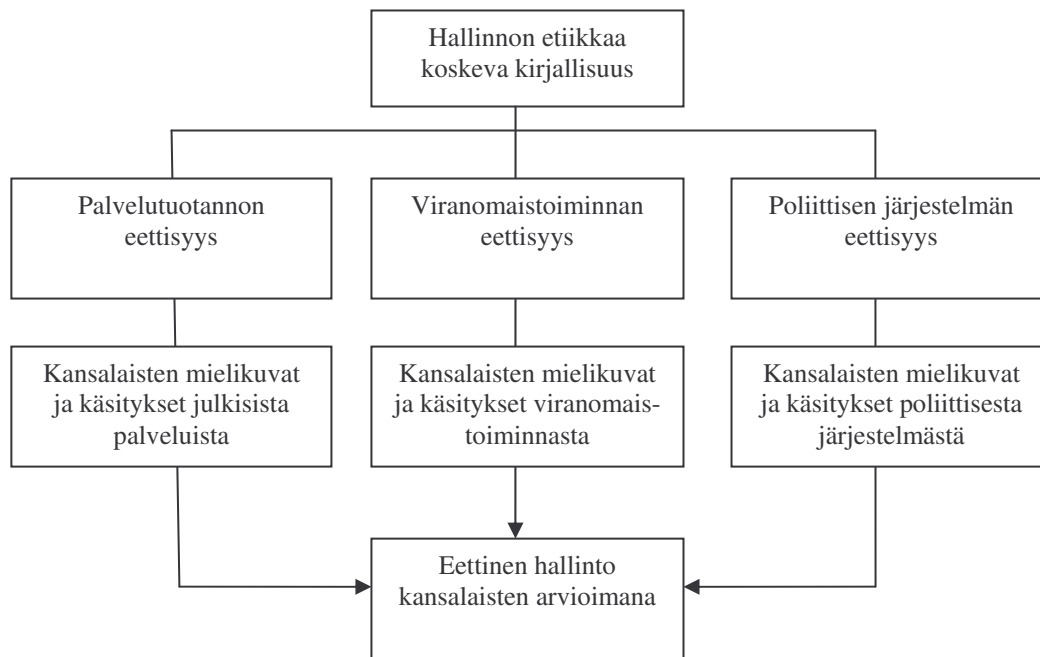 Hallinnon etiikkaa
koskeva kirjallisuus
Palvelutuotannon
eettisyys
Viranomaistoiminnan
eettisyys
Poliittisen järjestelmän
eettisyys
Kansalaisten mielikuvat
ja käsitykset julkisista
palveluista
Kansalaisten mielikuvat
ja käsitykset viranomais-
toiminnasta
Kansalaisten mielikuvat
ja käsitykset poliittisesta
järjestelmästä
Eettinen hallinto
kansalaisten arvioimana